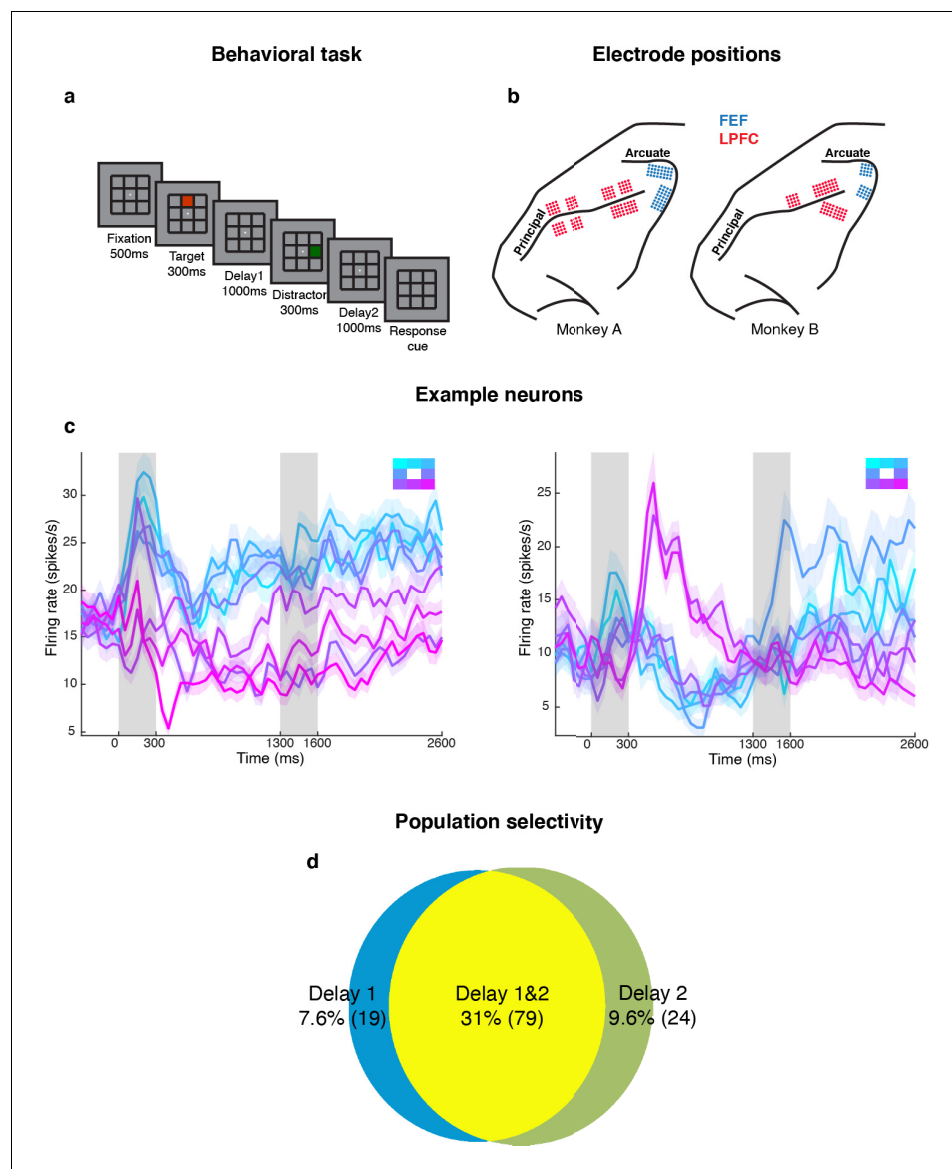 Behavioral task
Electrode positions
a
b
FEF
LPFC
Arcuate
Arcuate
Principal
Principal
Fixation
500ms
Target
300ms
Delay1
1000ms
Distractor
300ms
Delay2
1000ms
Response
cue
Monkey A
Monkey B
Example neurons
c
FIring rate (spikes/s)
30
25
20
15
10
5
0
300
1300
1600
2600
Time (ms)
FIring rate (spikes/s)
25
20
15
10
5
0
300
1300
1600
2600
Time (ms)
Population selectivity
d
Delay 1
7.6% (19)
Delay 1&2
31% (79)
Delay 2
9.6% (24)